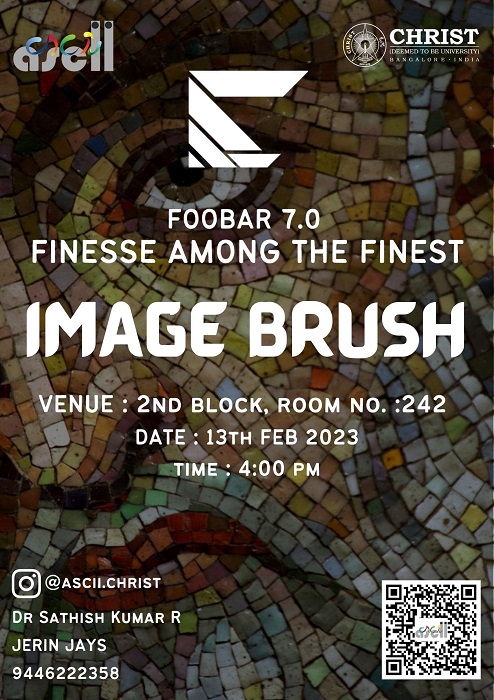 ascii
CHRIST
(DEEMED TO BE UNIVERSITY)
BANGALORE · INDIA
FOOBAR 7.0
FINESSE AMONG THE FINEST
IMAGE BRUSH
VENUE : 2ND BLOCK, ROOM NO. :242
DATE : 13TH FEB 2023
TIME : 4:00 PM
@ASCII.CHRIST
DR SATHISH KUMAR R
JERIN JAYS
9446222358
ascii